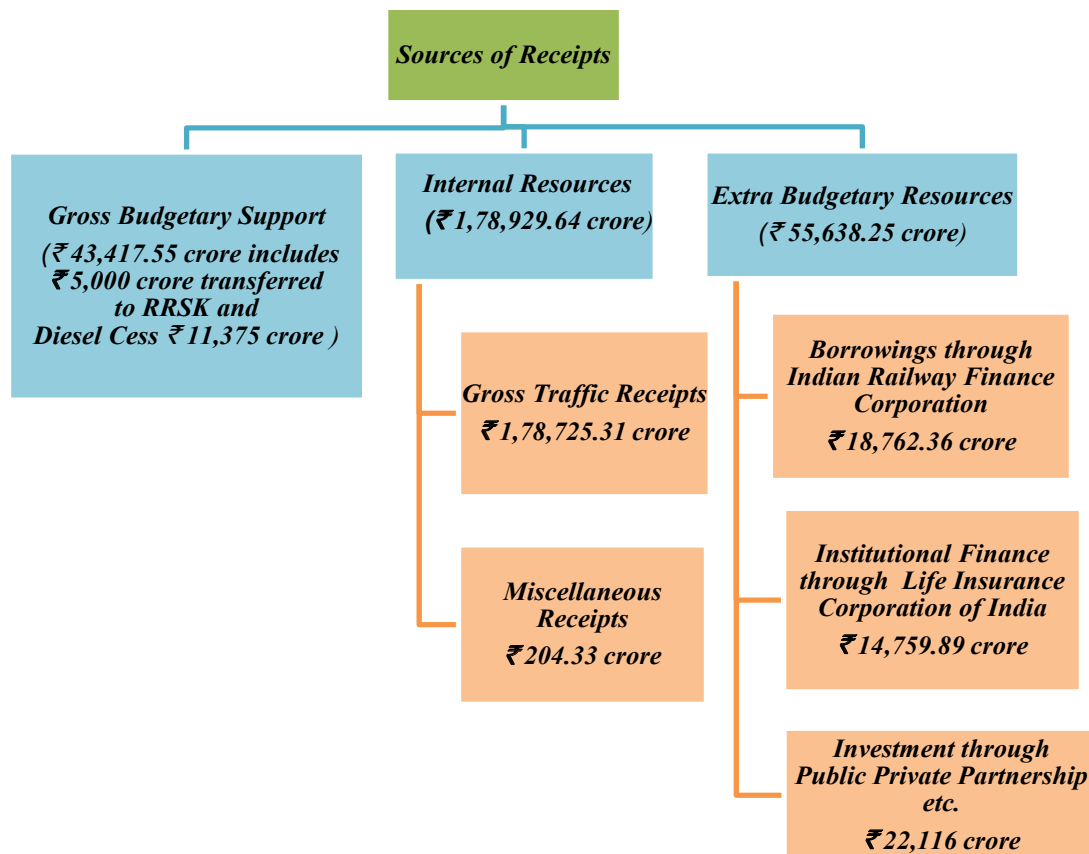 Sources of Receipts
Gross Budgetary Support
(₹ 43,417.55 crore includes
₹ 5,000 crore transferred
to RRSK and
Diesel Cess ₹ 11,375 crore )
Internal Resources
(₹ 1,78,929.64 crore)
Gross Traffic Receipts
₹ 1,78,725.31 crore
Miscellaneous
Receipts
₹ 204.33 crore
Extra Budgetary Resources
(₹ 55,638.25 crore)
Borrowings through
Indian Railway Finance
Corporation
₹ 18,762.36 crore
Institutional Finance
through Life Insurance
Corporation of India
₹ 14,759.89 crore
Investment through
Public Private Partnership
etc.
₹ 22,116 crore